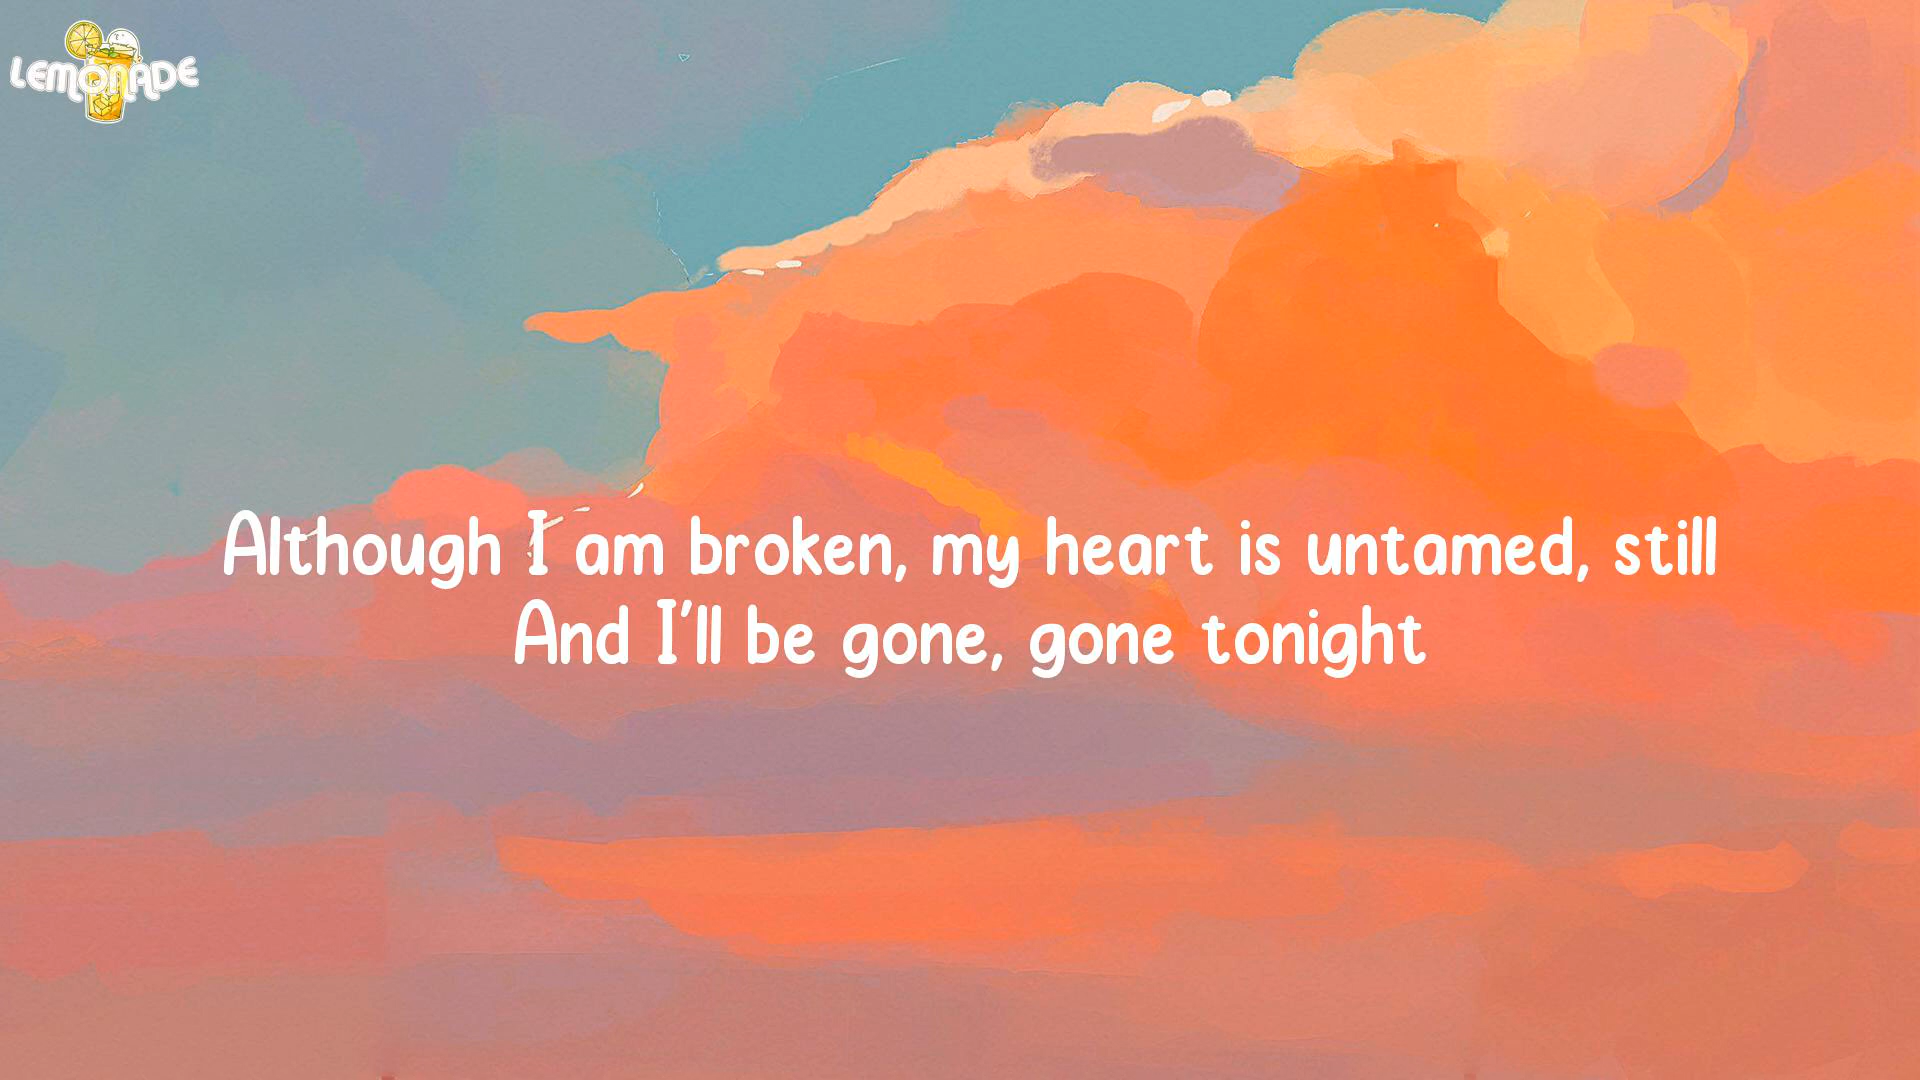 LEMONADE
Although I am broken, my heart is untamed, still
And I'll be gone, gone tonight